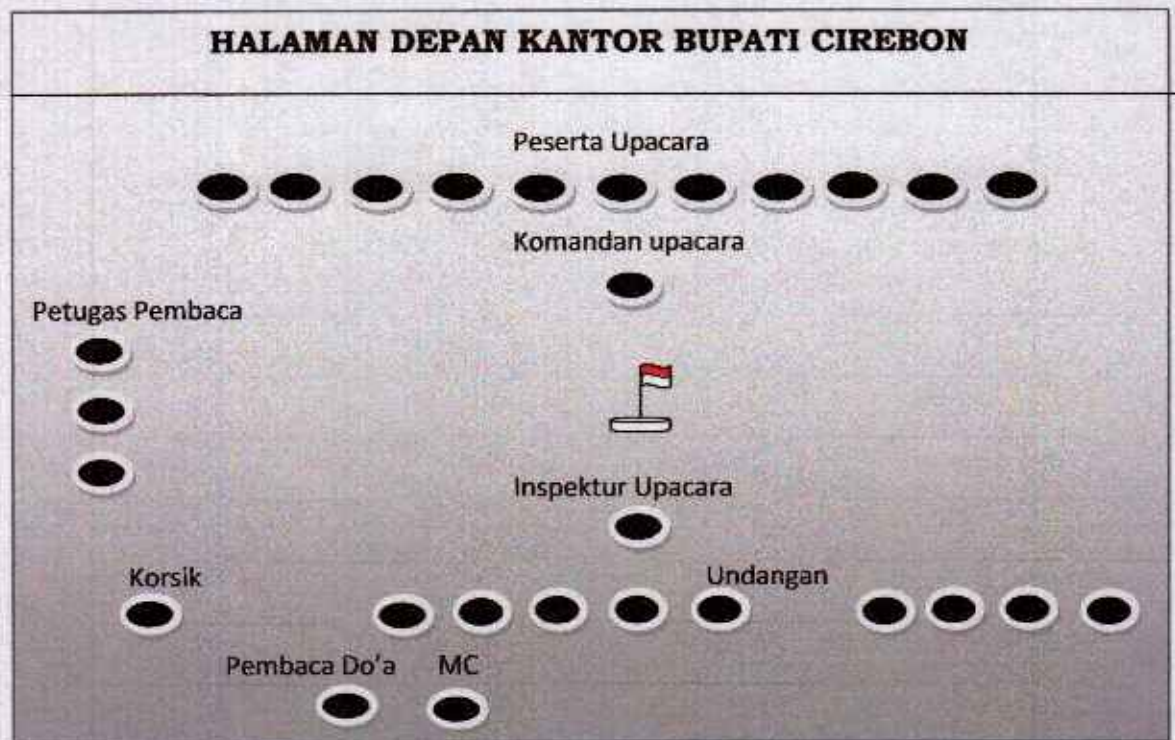 HALAMAN DEPAN KANTOR BUPATI CIREBON
Peserta Upacara
Komandan upacara
Petugas Pembaca
Inspektur Upacara
Korsik
Undangan
Pembaca Do'a
MC